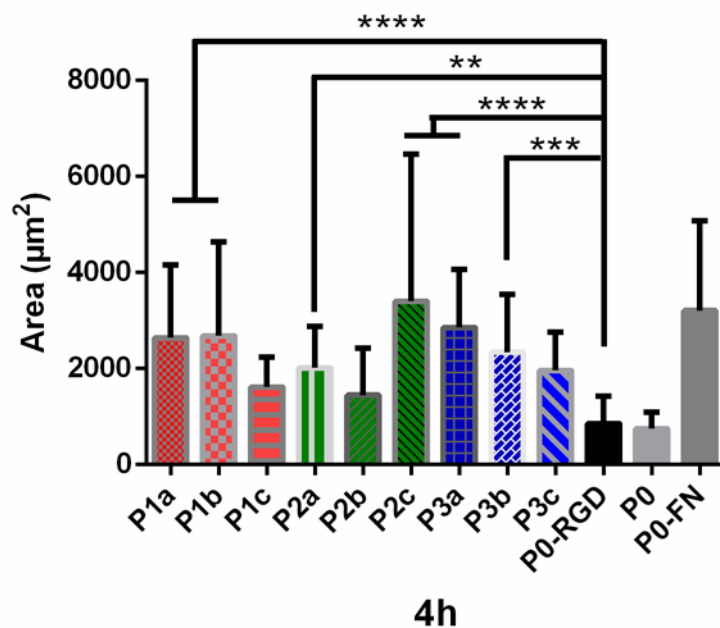 ****
**
****
***
8000
6000
4000
2000
0
Area (µm²)
P1a
P1b
P1c
P2a
P2b
P2c
P3a
P3b
P3c
P0-RGD
P0
P0-FN
4h